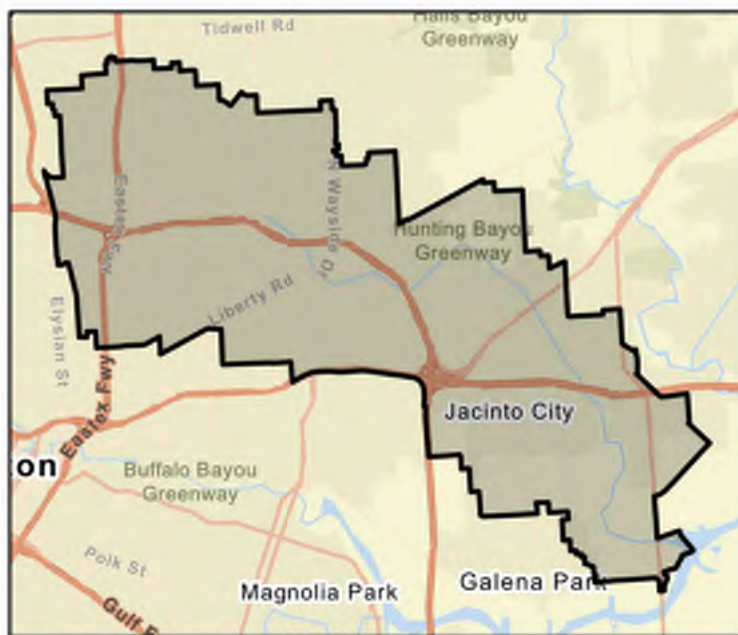 Tidwell Rd
Halls Bayou
Greenway
Eastex Fwy
N Wayside Dr
Hunting Bayou
Greenway
Liberty Rd
Elysian St
Eastex Fwy
Jacinto City
ton
Buffalo Bayou
Greenway
Polk St
Magnolia Park
Galena Park
Gulf F